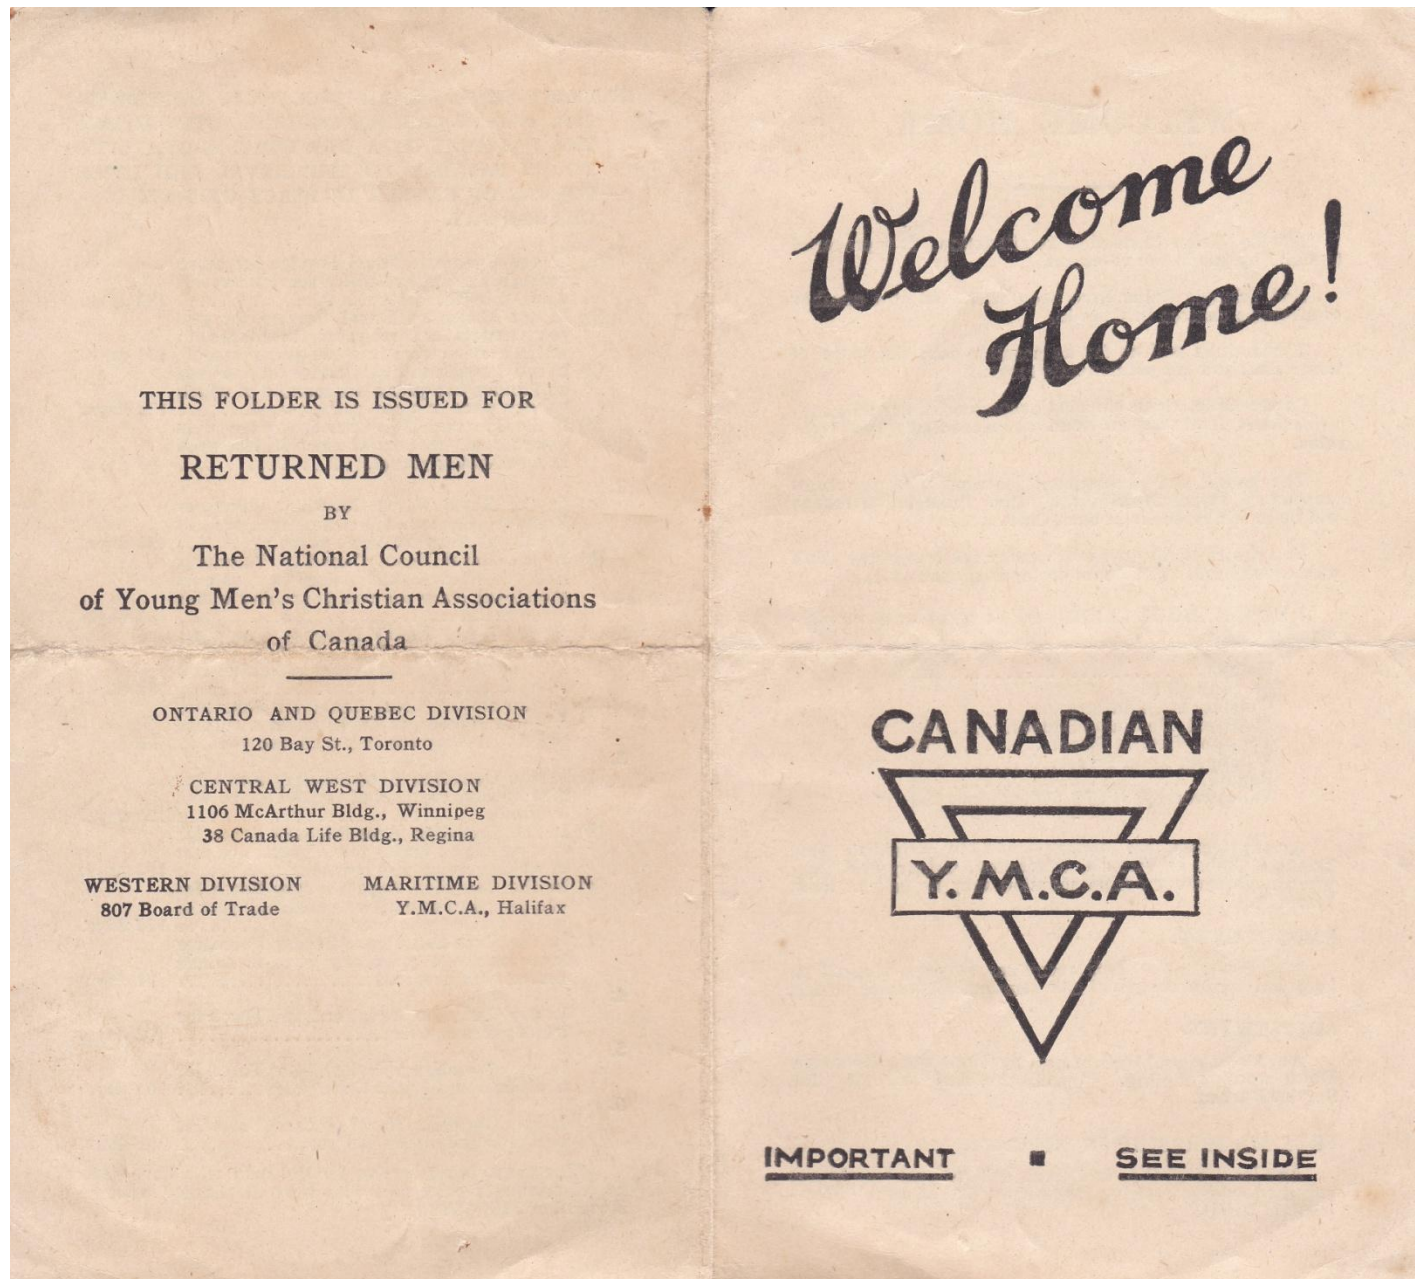 THIS FOLDER IS ISSUED FOR
RETURNED MEN
BY
The National Council
of Young Men's Christian Associations
of Canada
ONTARIO AND QUEBEC DIVISION
120 Bay St., Toronto
CENTRAL WEST DIVISION
1106 McArthur Bldg., Winnipeg
38 Canada Life Bldg., Regina
WESTERN DIVISION
807 Board of Trade
MARITIME DIVISION
Y.M.C.A., Halifax
Welcome
Home!
CANADIAN
Y.M.C.A.
IMPORTANT ▪ SEE INSIDE